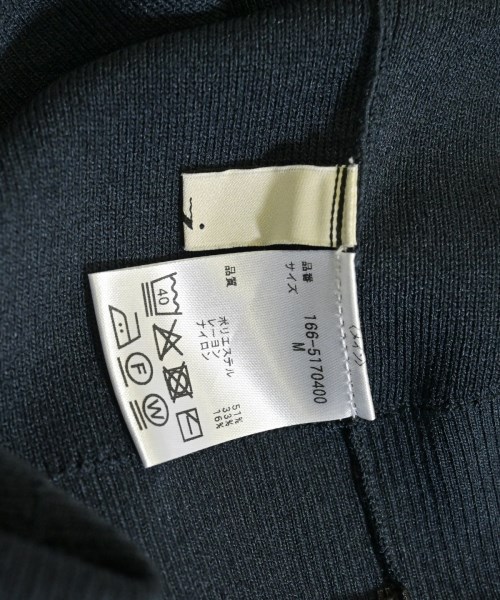 品番 166-5170400
サイズ M
品質
ポリエステル 51%
レーヨン 33%
ナイロン 16%
40
F
W